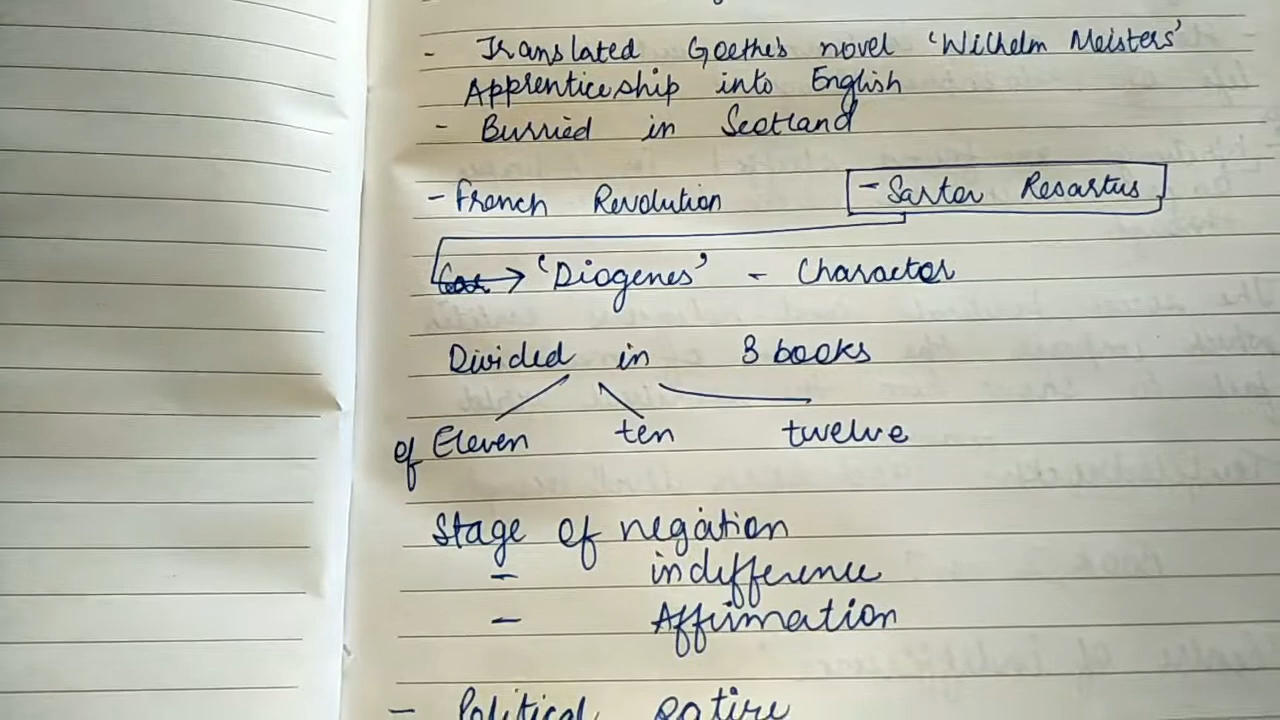 - Translated Goethe's novel 'Wilhelm Meisters'
Apprenticeship into English
- Burried in Scotland
- French Revolution - Sartor Resartus
→ 'Diogenes' - Character
Divided in 3 books
of Eleven ten twelve
Stage of negation
- indifference
- Affirmation
- Political satire